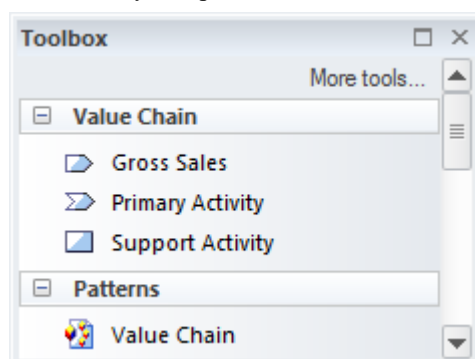 Toolbox
More tools...
Value Chain
Gross Sales
Primary Activity
Support Activity
Patterns
Value Chain